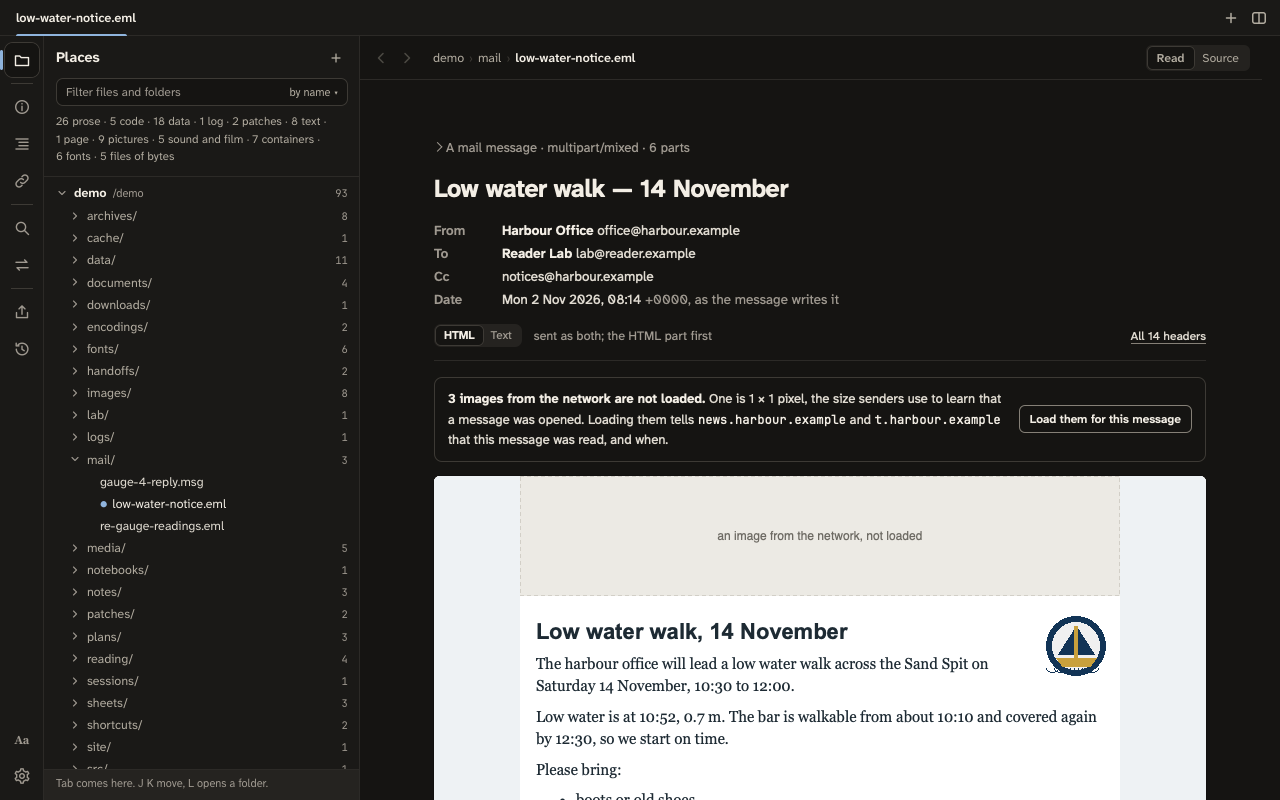 low-water-notice.eml
Places
demo › mail › low-water-notice.eml
Read
Source
Filter files and folders
by name
26 prose · 5 code · 18 data · 1 log · 2 patches · 8 text ·
1 page · 9 pictures · 5 sound and film · 7 containers ·
6 fonts · 5 files of bytes
demo /demo 93
archives/ 8
cache/ 1
data/ 11
documents/ 4
downloads/ 1
encodings/ 2
fonts/ 6
handoffs/ 2
images/ 8
lab/ 1
logs/ 1
mail/ 3
gauge-4-reply.msg
low-water-notice.eml
re-gauge-readings.eml
media/ 5
notebooks/ 1
notes/ 3
patches/ 2
plans/ 3
reading/ 4
sessions/ 1
sheets/ 3
shortcuts/ 2
site/ 1
src/ 1
Aa
Tab comes here. J K move, L opens a folder.
A mail message · multipart/mixed · 6 parts
Low water walk — 14 November
From Harbour Office office@harbour.example
To Reader Lab lab@reader.example
Cc notices@harbour.example
Date Mon 2 Nov 2026, 08:14 +0000, as the message writes it
HTML Text sent as both; the HTML part first All 14 headers
3 images from the network are not loaded. One is 1 × 1 pixel, the size senders use to learn that
a message was opened. Loading them tells news.harbour.example and t.harbour.example
that this message was read, and when.
Load them for this message
an image from the network, not loaded
Low water walk, 14 November
The harbour office will lead a low water walk across the Sand Spit on
Saturday 14 November, 10:30 to 12:00.
Low water is at 10:52, 0.7 m. The bar is walkable from about 10:10 and covered again
by 12:30, so we start on time.
Please bring:
• boots or old shoes